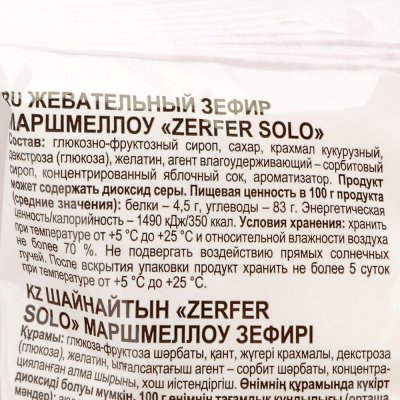 RU ЖЕВАТЕЛЬНЫЙ ЗЕФИР
МАРШМЕЛЛОУ «ZERFER SOLO»
Состав: глюкозно-фруктозный сироп, сахар, крахмал кукурузный,
декстроза (глюкоза), желатин, агент влагоудерживающий – сорбитовый
сироп, концентрированный яблочный сок, ароматизатор. Продукт
может содержать диоксид серы. Пищевая ценность в 100 г продукта
(средние значения): белки – 4,5 г, углеводы – 83 г. Энергетическая
ценность/калорийность – 1490 кДж/350 ккал. Условия хранения: хранить
при температуре от +5 °С до +25 °С и относительной влажности воздуха
не более 70 %. Не подвергать воздействию прямых солнечных
лучей. После вскрытия упаковки продукт хранить не более 5 суток
при температуре от +5 °С до +25 °С.
KZ ШАЙНАЙТЫН «ZERFER
SOLO» МАРШМЕЛЛОУ ЗЕФИРІ
Құрамы: глюкоза-фруктоза шәрбаты, қант, жүгері крахмалы, декстроза
(глюкоза), желатин, ылғалсақтағыш агент – сорбит шәрбаты, концентра-
цияланған алма шырыны, хош иістендіргіш. Өнімнің құрамында күкірт
диоксиді болуы мүмкін. 100 г өнімнің тағамдық құндылығы (орташа